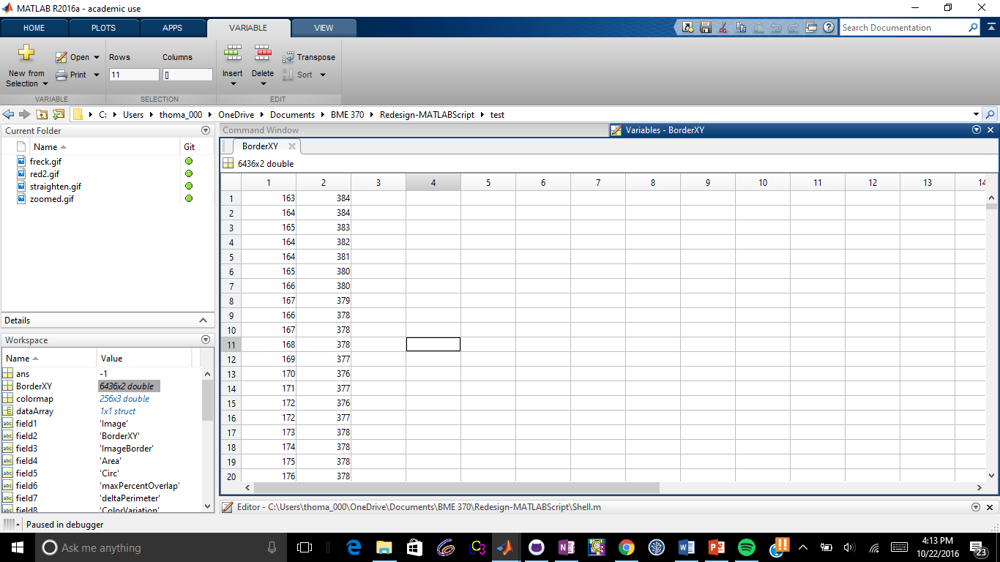 MATLAB R2016a - academic use
HOME PLOTS APPS VARIABLE VIEW
Search Documentation
New from Selection
Open
Print
Rows Columns
11 []
Insert Delete
Transpose
Sort
VARIABLE SELECTION EDIT
C: Users thoma_000 OneDrive Documents BME 370 Redesign-MATLABScript test
Current Folder
Name Git
freck.gif
red2.gif
straighten.gif
zoomed.gif
Details
Workspace
Name Value
ans -1
BorderXY 6436x2 double
colormap 256x3 double
dataArray 1x1 struct
field1 'Image'
field2 'BorderXY'
field3 'ImageBorder'
field4 'Area'
field5 'Circ'
field6 'maxPercentOverlap'
field7 'deltaPerimeter'
field8 'ColorVariation'
Command Window
Variables - BorderXY
BorderXY
6436x2 double
1 2 3 4 5 6 7 8 9 10 11 12 13 14
1 163 384
2 164 384
3 165 383
4 164 382
5 164 381
6 165 380
7 166 380
8 167 379
9 166 378
10 167 378
11 168 378
12 169 377
13 170 376
14 171 377
15 172 376
16 172 377
17 173 378
18 174 378
19 175 378
20 176 378
Editor - C:\Users\thoma_000\OneDrive\Documents\BME 370\Redesign-MATLABScript\Shell.m
Paused in debugger
Ask me anything
4:13 PM
10/22/2016
23